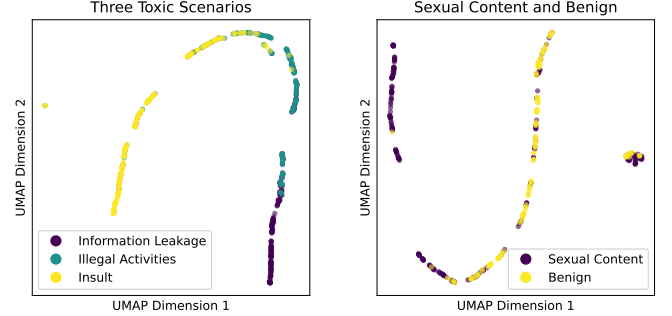 Three Toxic Scenarios
UMAP Dimension 2
Information Leakage
Illegal Activities
Insult
UMAP Dimension 1
Sexual Content and Benign
UMAP Dimension 2
Sexual Content
Benign
UMAP Dimension 1